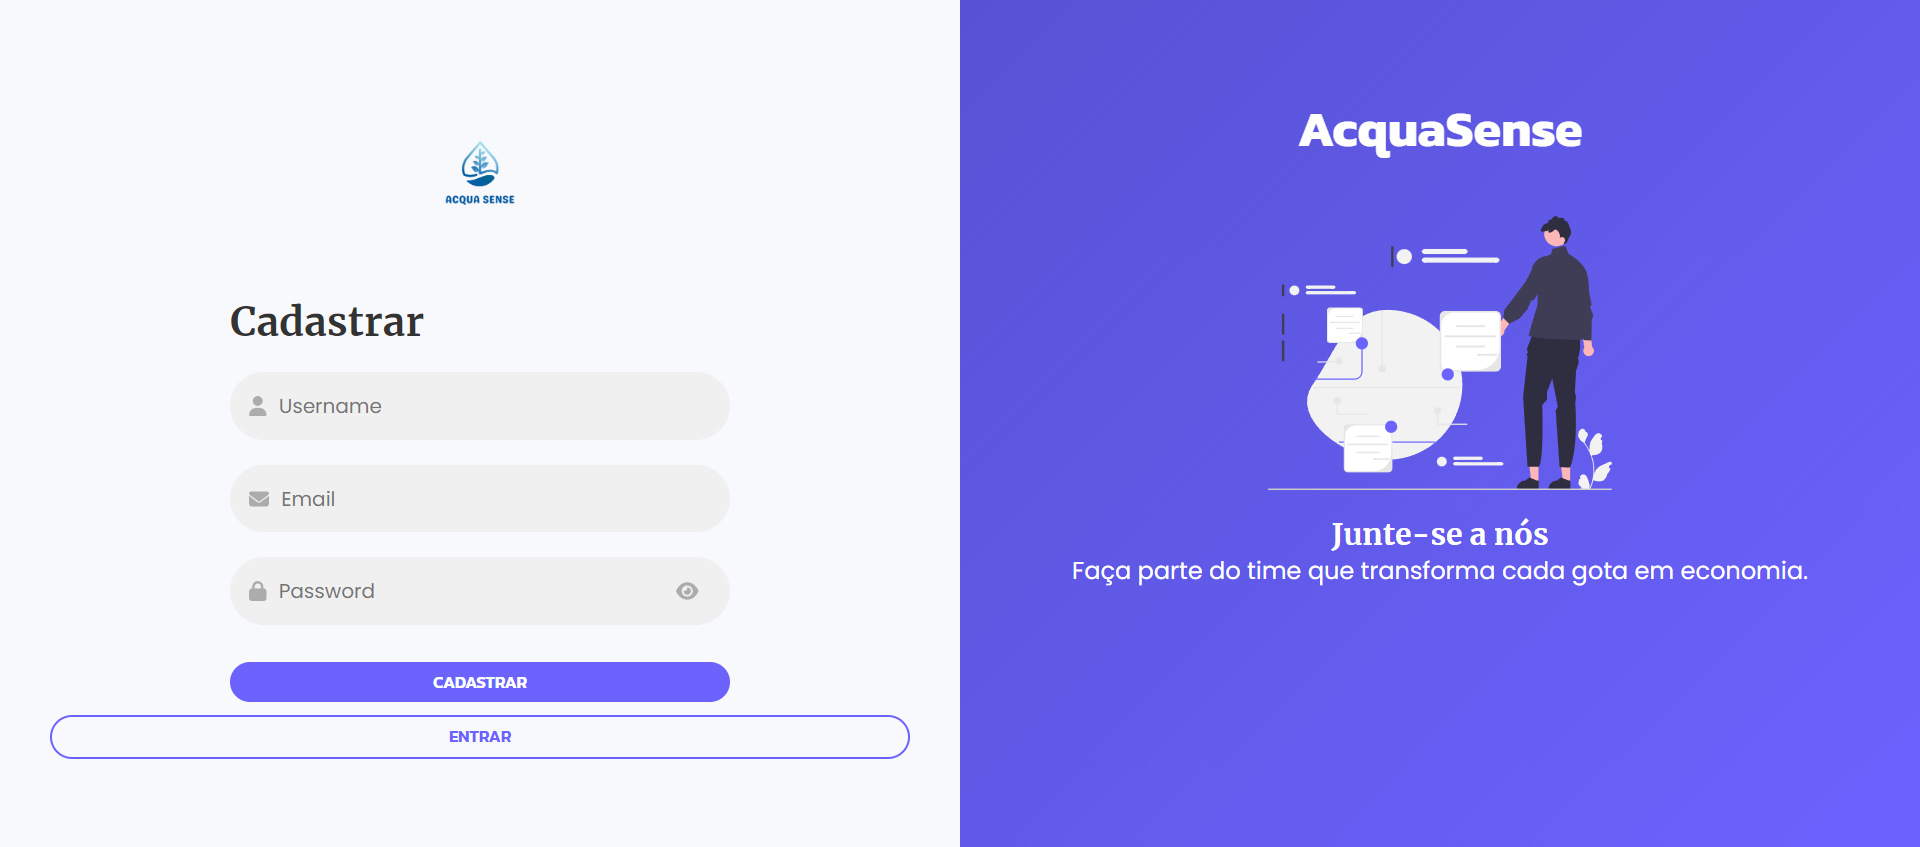 ACQUA SENSE
Cadastrar
Username
Email
Password
CADASTRAR
ENTRAR
AcquaSense
Junte-se a nós
Faça parte do time que transforma cada gota em economia.